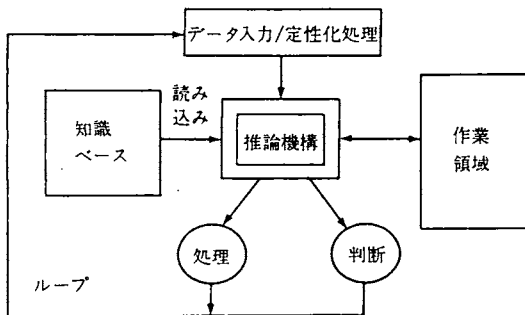 データ入力/定性化処理
読み
込み
知識
ベース
推論機構
作業
領域
処理
判断
ループ